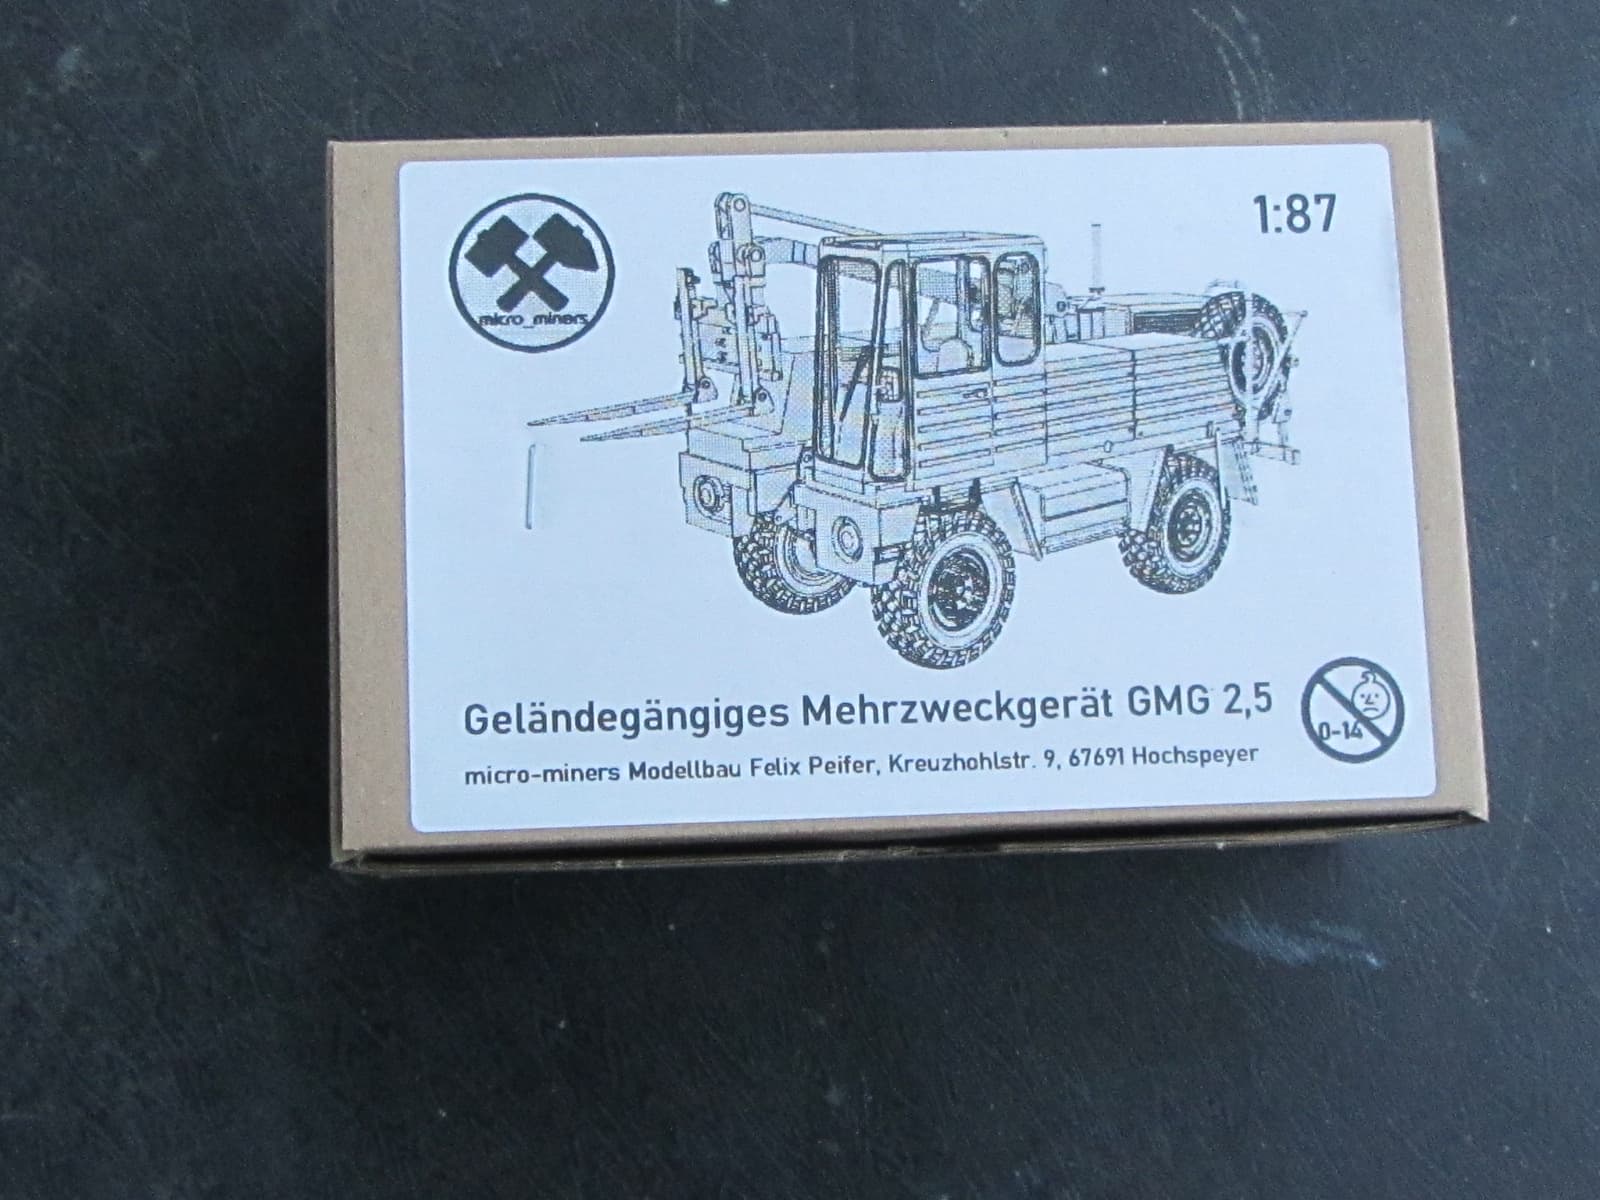 micro_miners
1:87
Geländegängiges Mehrzweckgerät GMG 2,5
0-14
micro-miners Modellbau Felix Peifer, Kreuzhohlstr. 9, 67691 Hochspeyer